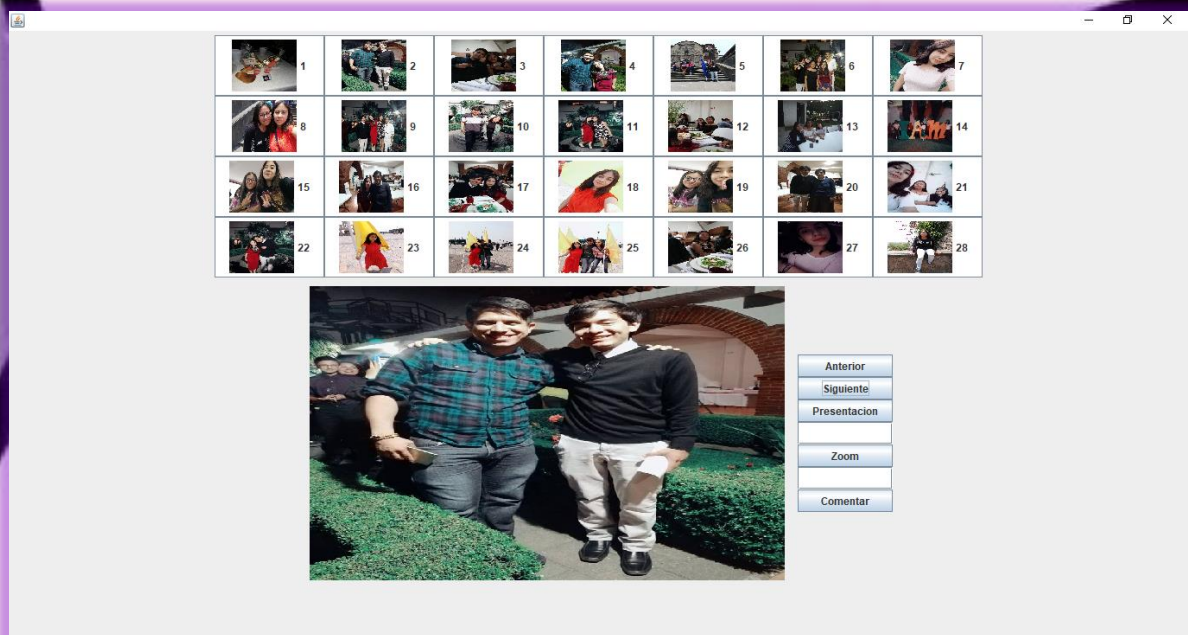 1 2 3 4 5 6 7
8 9 10 11 12 13 14
15 16 17 18 19 20 21
22 23 24 25 26 27 28
Anterior
Siguiente
Presentacion
Zoom
Comentar